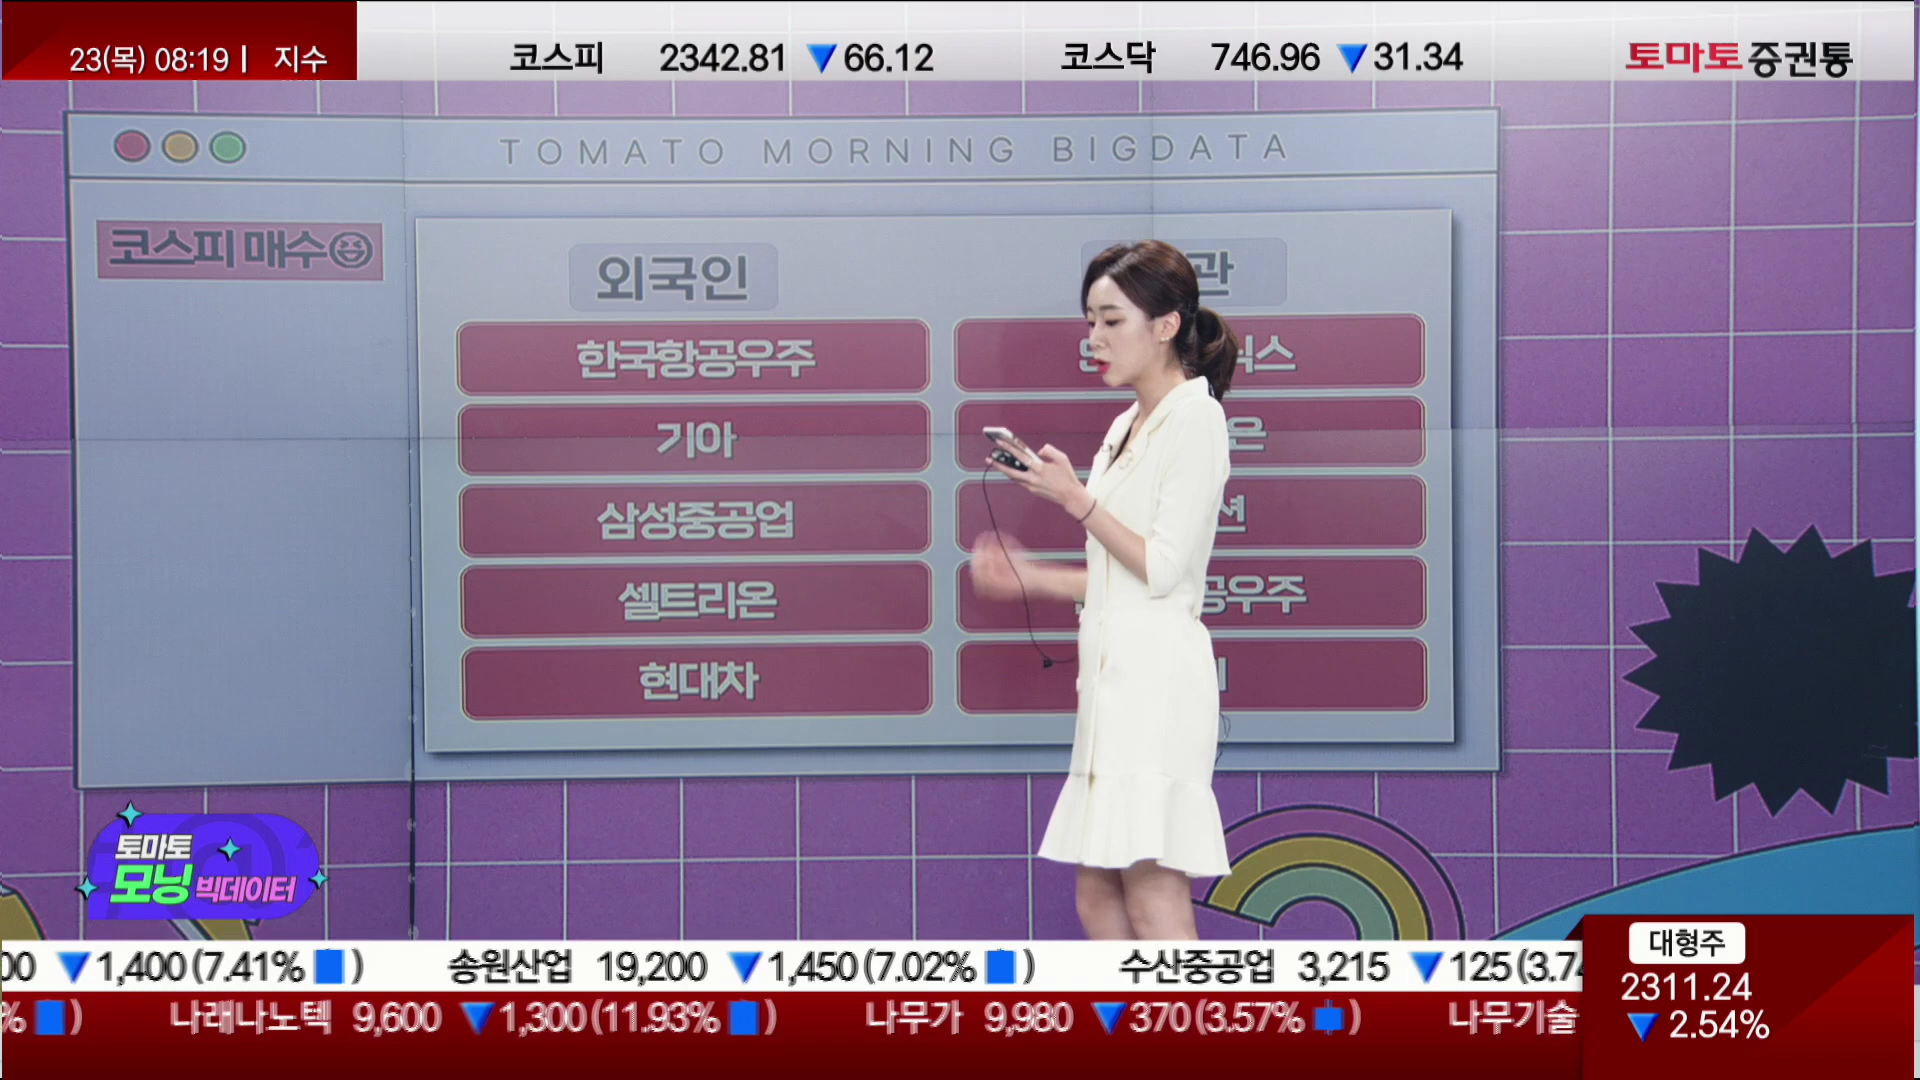 23(목) 08:19 | 지수 코스피 2342.81 ▼66.12 코스닥 746.96 ▼31.34 토마토증권통
TOMATO MORNING BIGDATA
코스피 매수
외국인
한국항공우주
기아
삼성중공업
셀트리온
현대차
토마토
모닝 빅데이터
▼1,400(7.41% ) 송원산업 19,200 ▼1,450(7.02% ) 수산중공업 3,215 ▼125(3.74
%) 나래나노텍 9,600 ▼1,300(11.93% ) 나무가 9,980 ▼370(3.57% ) 나무기술
대형주
2311.24
▼ 2.54%